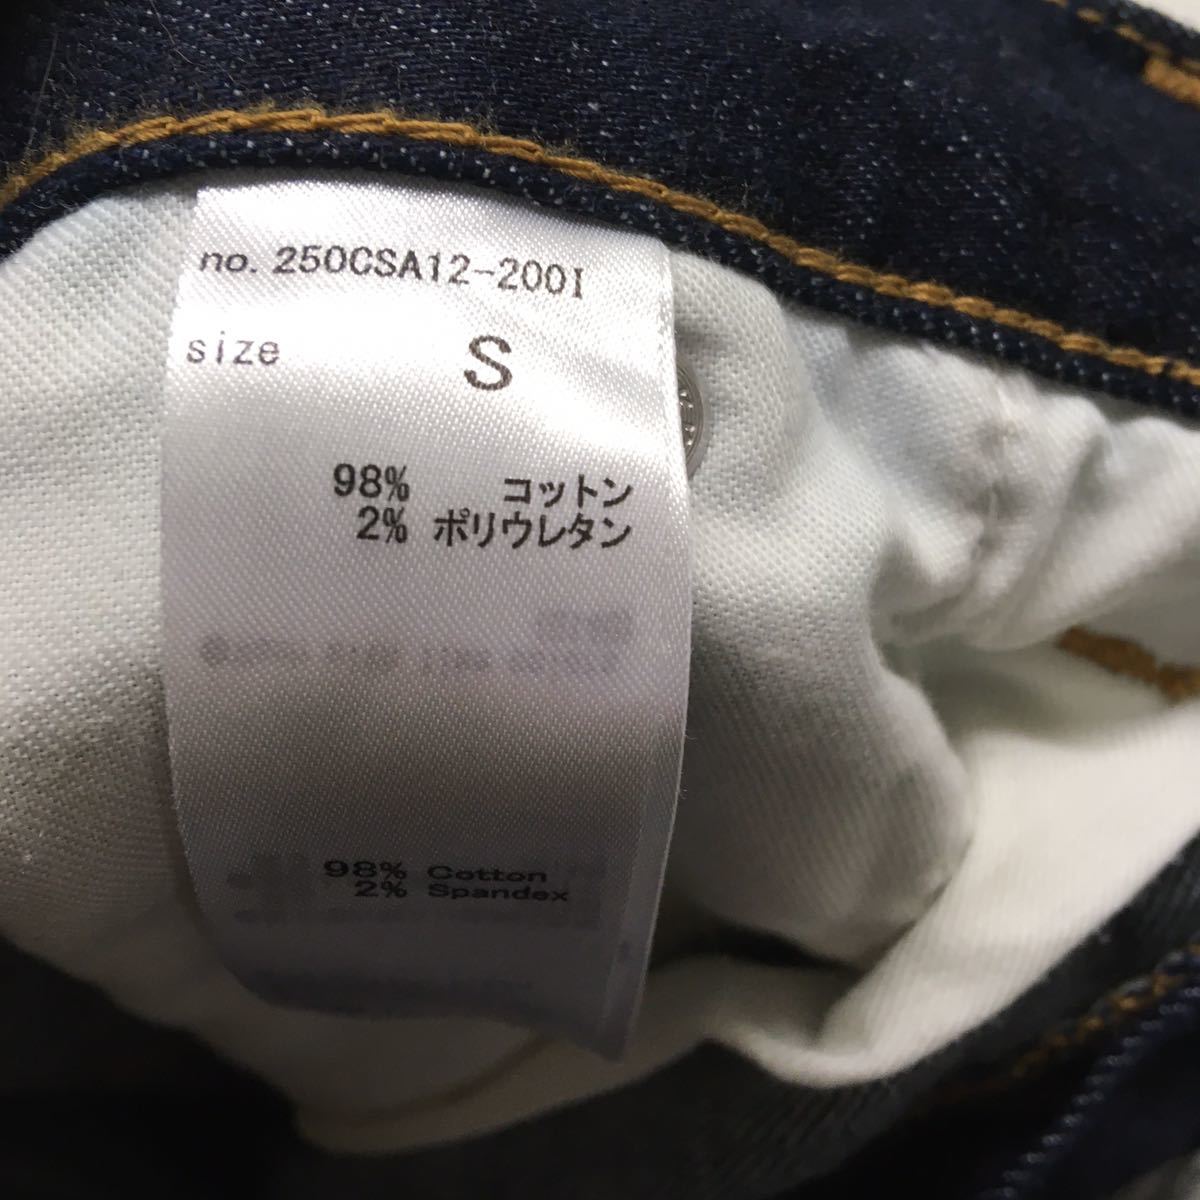 no. 250CSA12-200I
size S
98% コットン
2% ポリウレタン
98% Cotton
2% Spandex